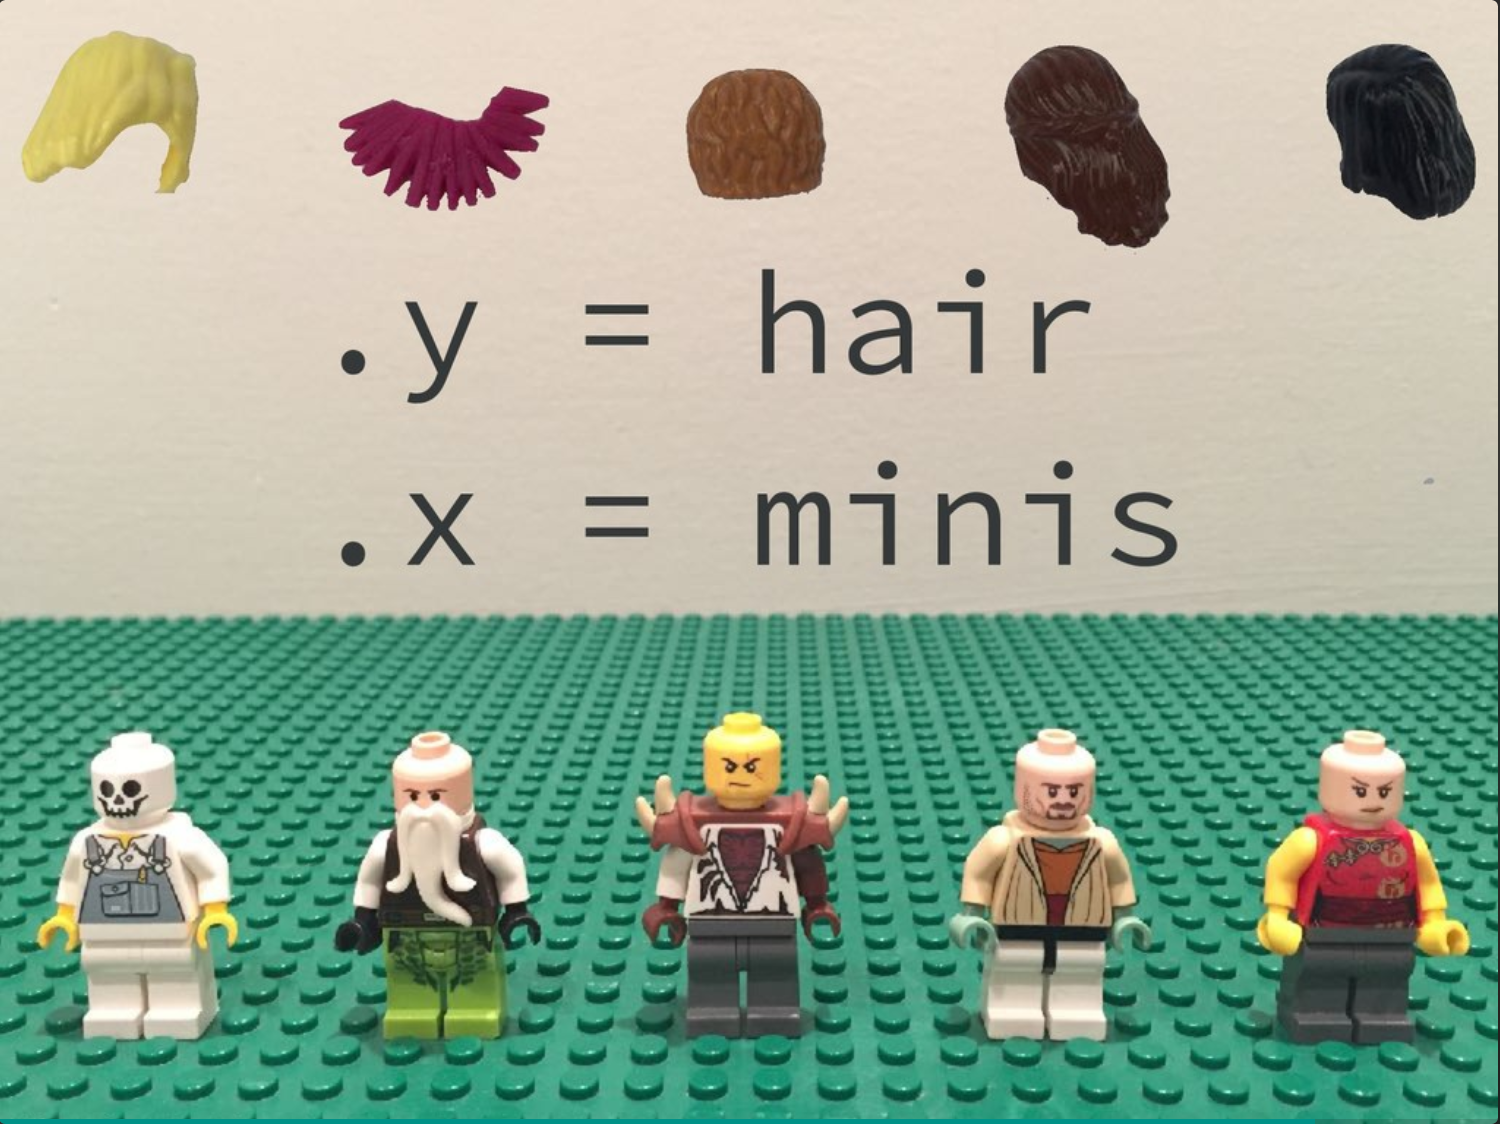 .y = hair
.x = minis